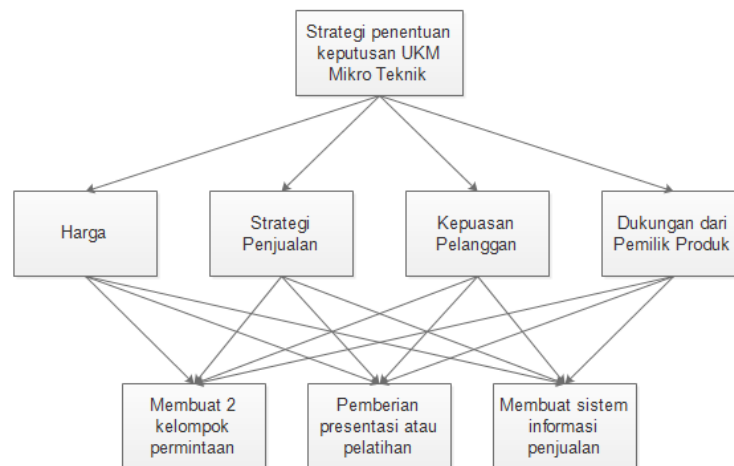 Strategi penentuan
keputusan UKM
Mikro Teknik
Harga
Strategi
Penjualan
Kepuasan
Pelanggan
Dukungan dari
Pemilik Produk
Membuat 2
kelompok
permintaan
Pemberian
presentasi atau
pelatihan
Membuat sistem
informasi
penjualan